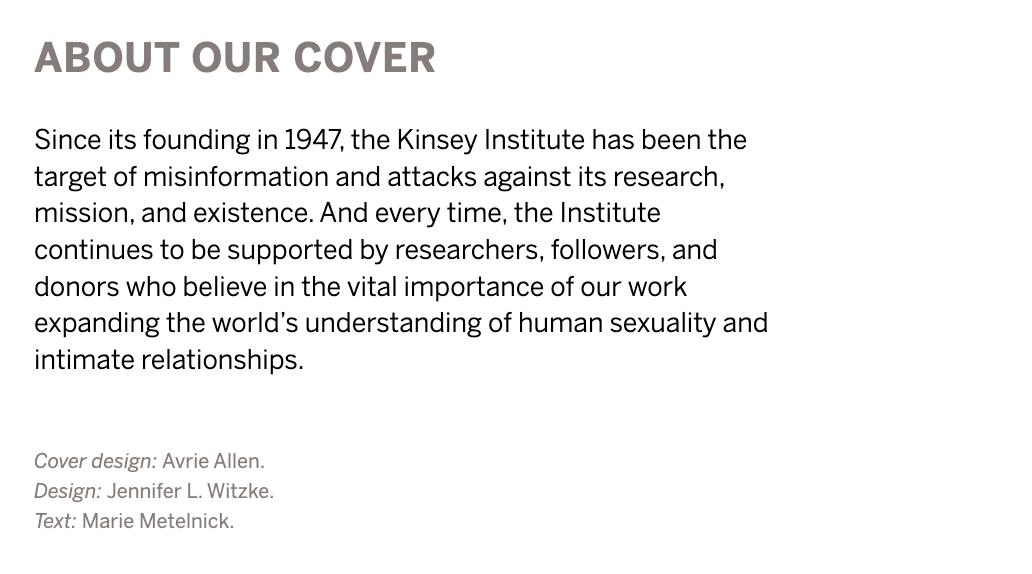 ABOUT OUR COVER
Since its founding in 1947, the Kinsey Institute has been the
target of misinformation and attacks against its research,
mission, and existence. And every time, the Institute
continues to be supported by researchers, followers, and
donors who believe in the vital importance of our work
expanding the world’s understanding of human sexuality and
intimate relationships.
Cover design: Avrie Allen.
Design: Jennifer L. Witzke.
Text: Marie Metelnick.